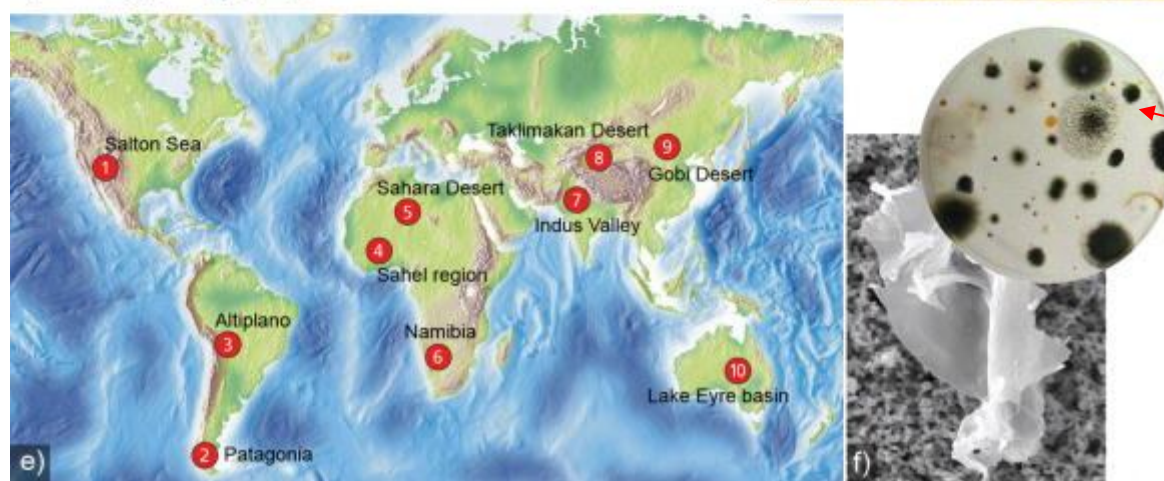 Salton Sea
1
Taklimakan Desert
8
9
Gobi Desert
Sahara Desert
5
7
Indus Valley
4
Sahel region
Altiplano
3
Namibia
6
10
Lake Eyre basin
2
Patagonia
e)
f)